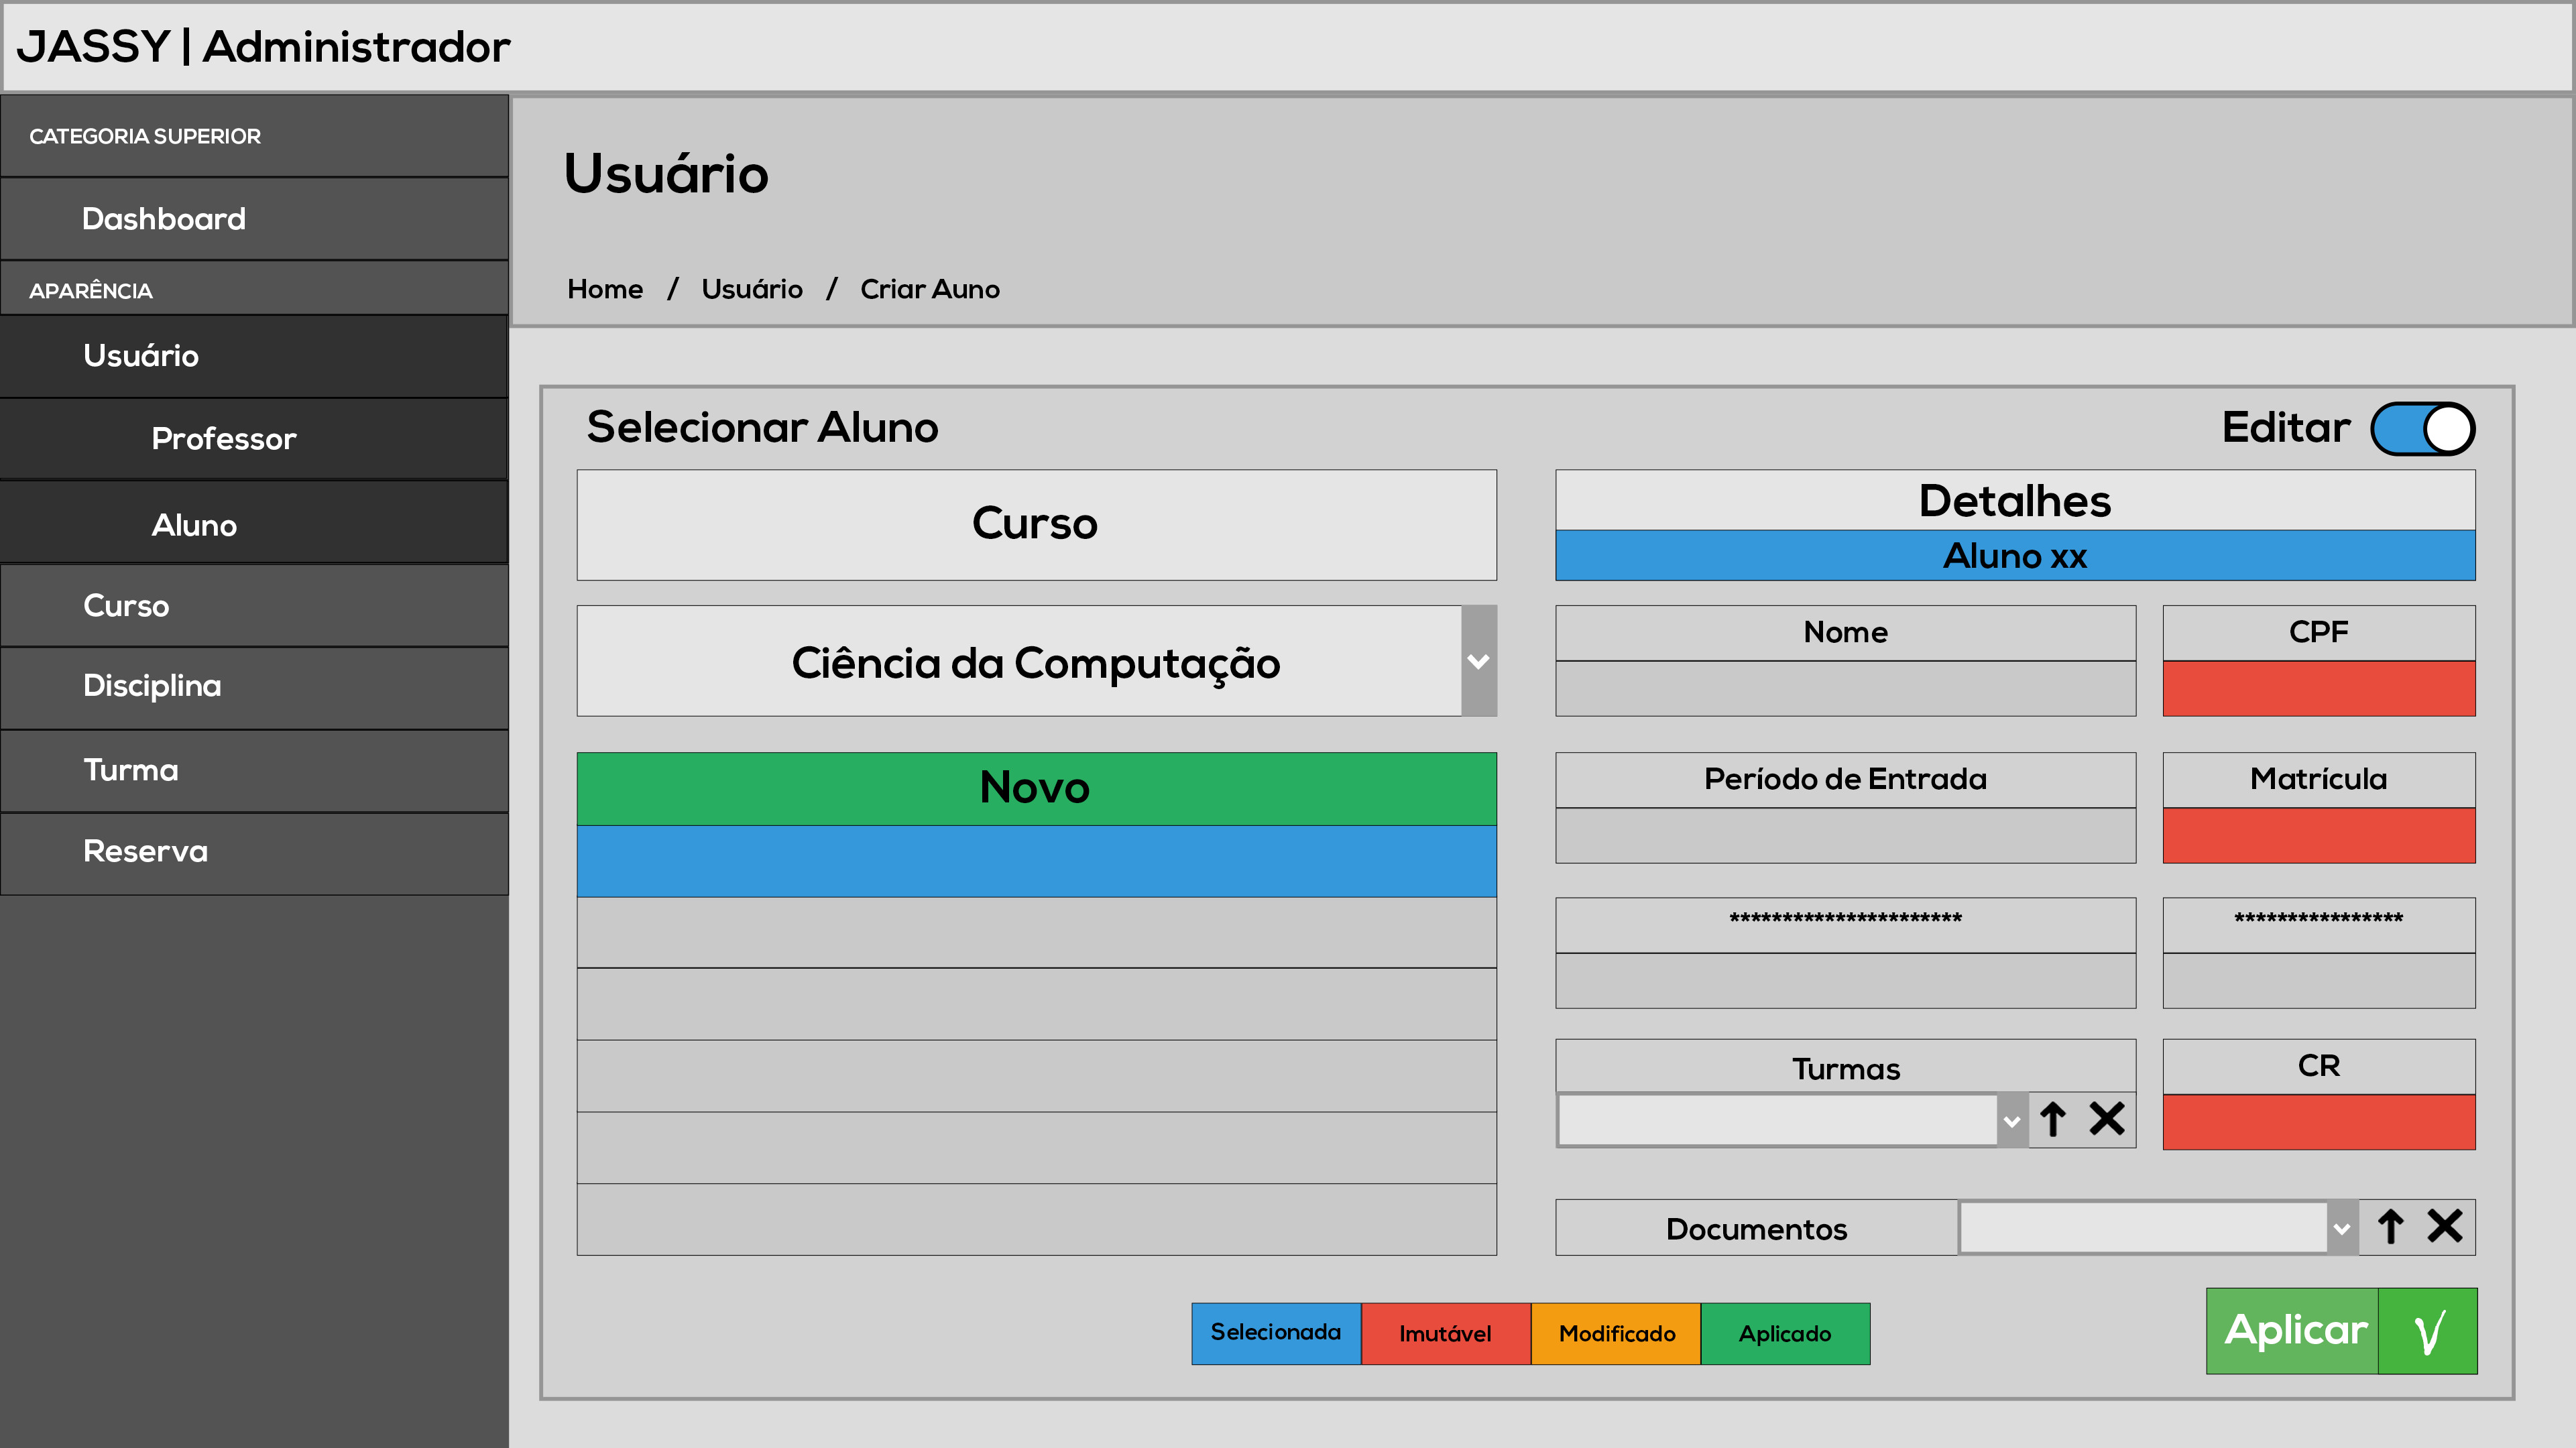 JASSY | Administrador
CATEGORIA SUPERIOR
Dashboard
APARÊNCIA
Usuário
Professor
Aluno
Curso
Disciplina
Turma
Reserva
Usuário
Home / Usuário / Criar Auno
Selecionar Aluno
Editar
Curso
Ciência da Computação
Novo
Detalhes
Aluno xx
Nome
CPF
Período de Entrada
Matrícula
**********************
****************
Turmas
CR
Documentos
Selecionada
Imutável
Modificado
Aplicado
Aplicar √